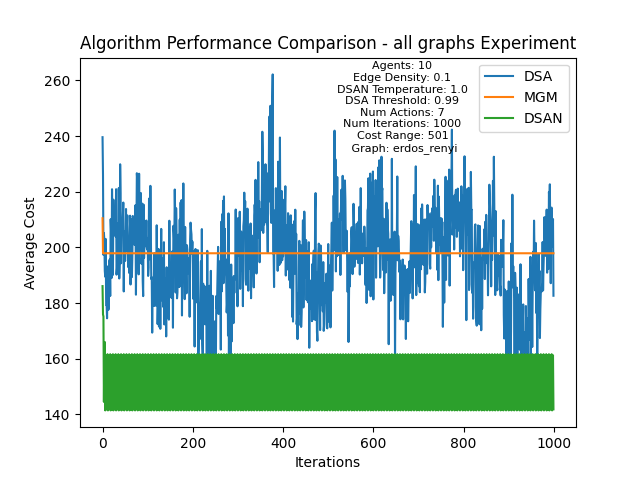 Algorithm Performance Comparison - all graphs Experiment
Agents: 10
Edge Density: 0.1
DSAN Temperature: 1.0
DSA Threshold: 0.99
Num Actions: 7
Num Iterations: 1000
Cost Range: 501
Graph: erdos_renyi
DSA
MGM
DSAN
Average Cost
260
240
220
200
180
160
140
0
200
400
600
800
1000
Iterations